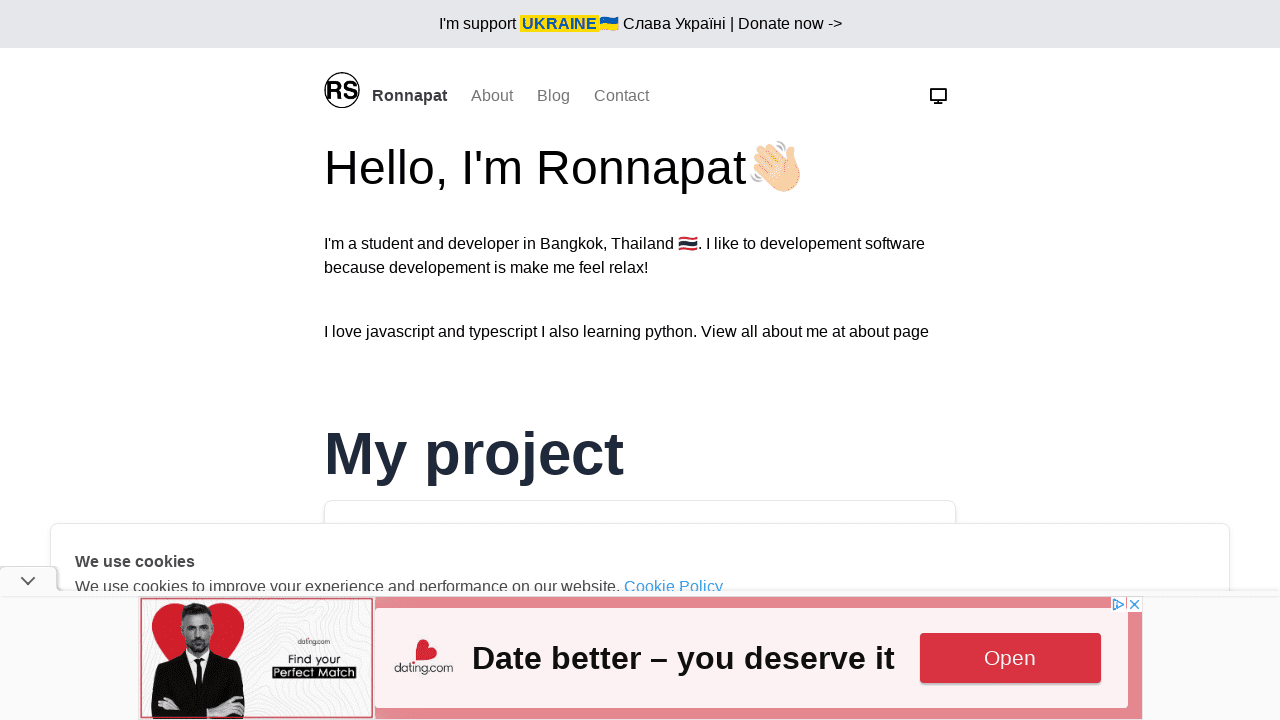 I'm support UKRAINE🇺🇦 Слава Україні | Donate now ->
RS Ronnapat About Blog Contact
Hello, I'm Ronnapat👋🏻
I'm a student and developer in Bangkok, Thailand 🇹🇭. I like to developement software
because developement is make me feel relax!
I love javascript and typescript I also learning python. View all about me at about page
My project
We use cookies
We use cookies to improve your experience and performance on our website. Cookie Policy
dating.com
Find your
Perfect Match
dating.com
Date better – you deserve it
Open